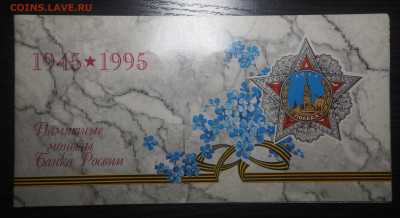 COINS.LAVE.RU
1945★1995
Памятные
монеты
Банка России
ПОБЕДА